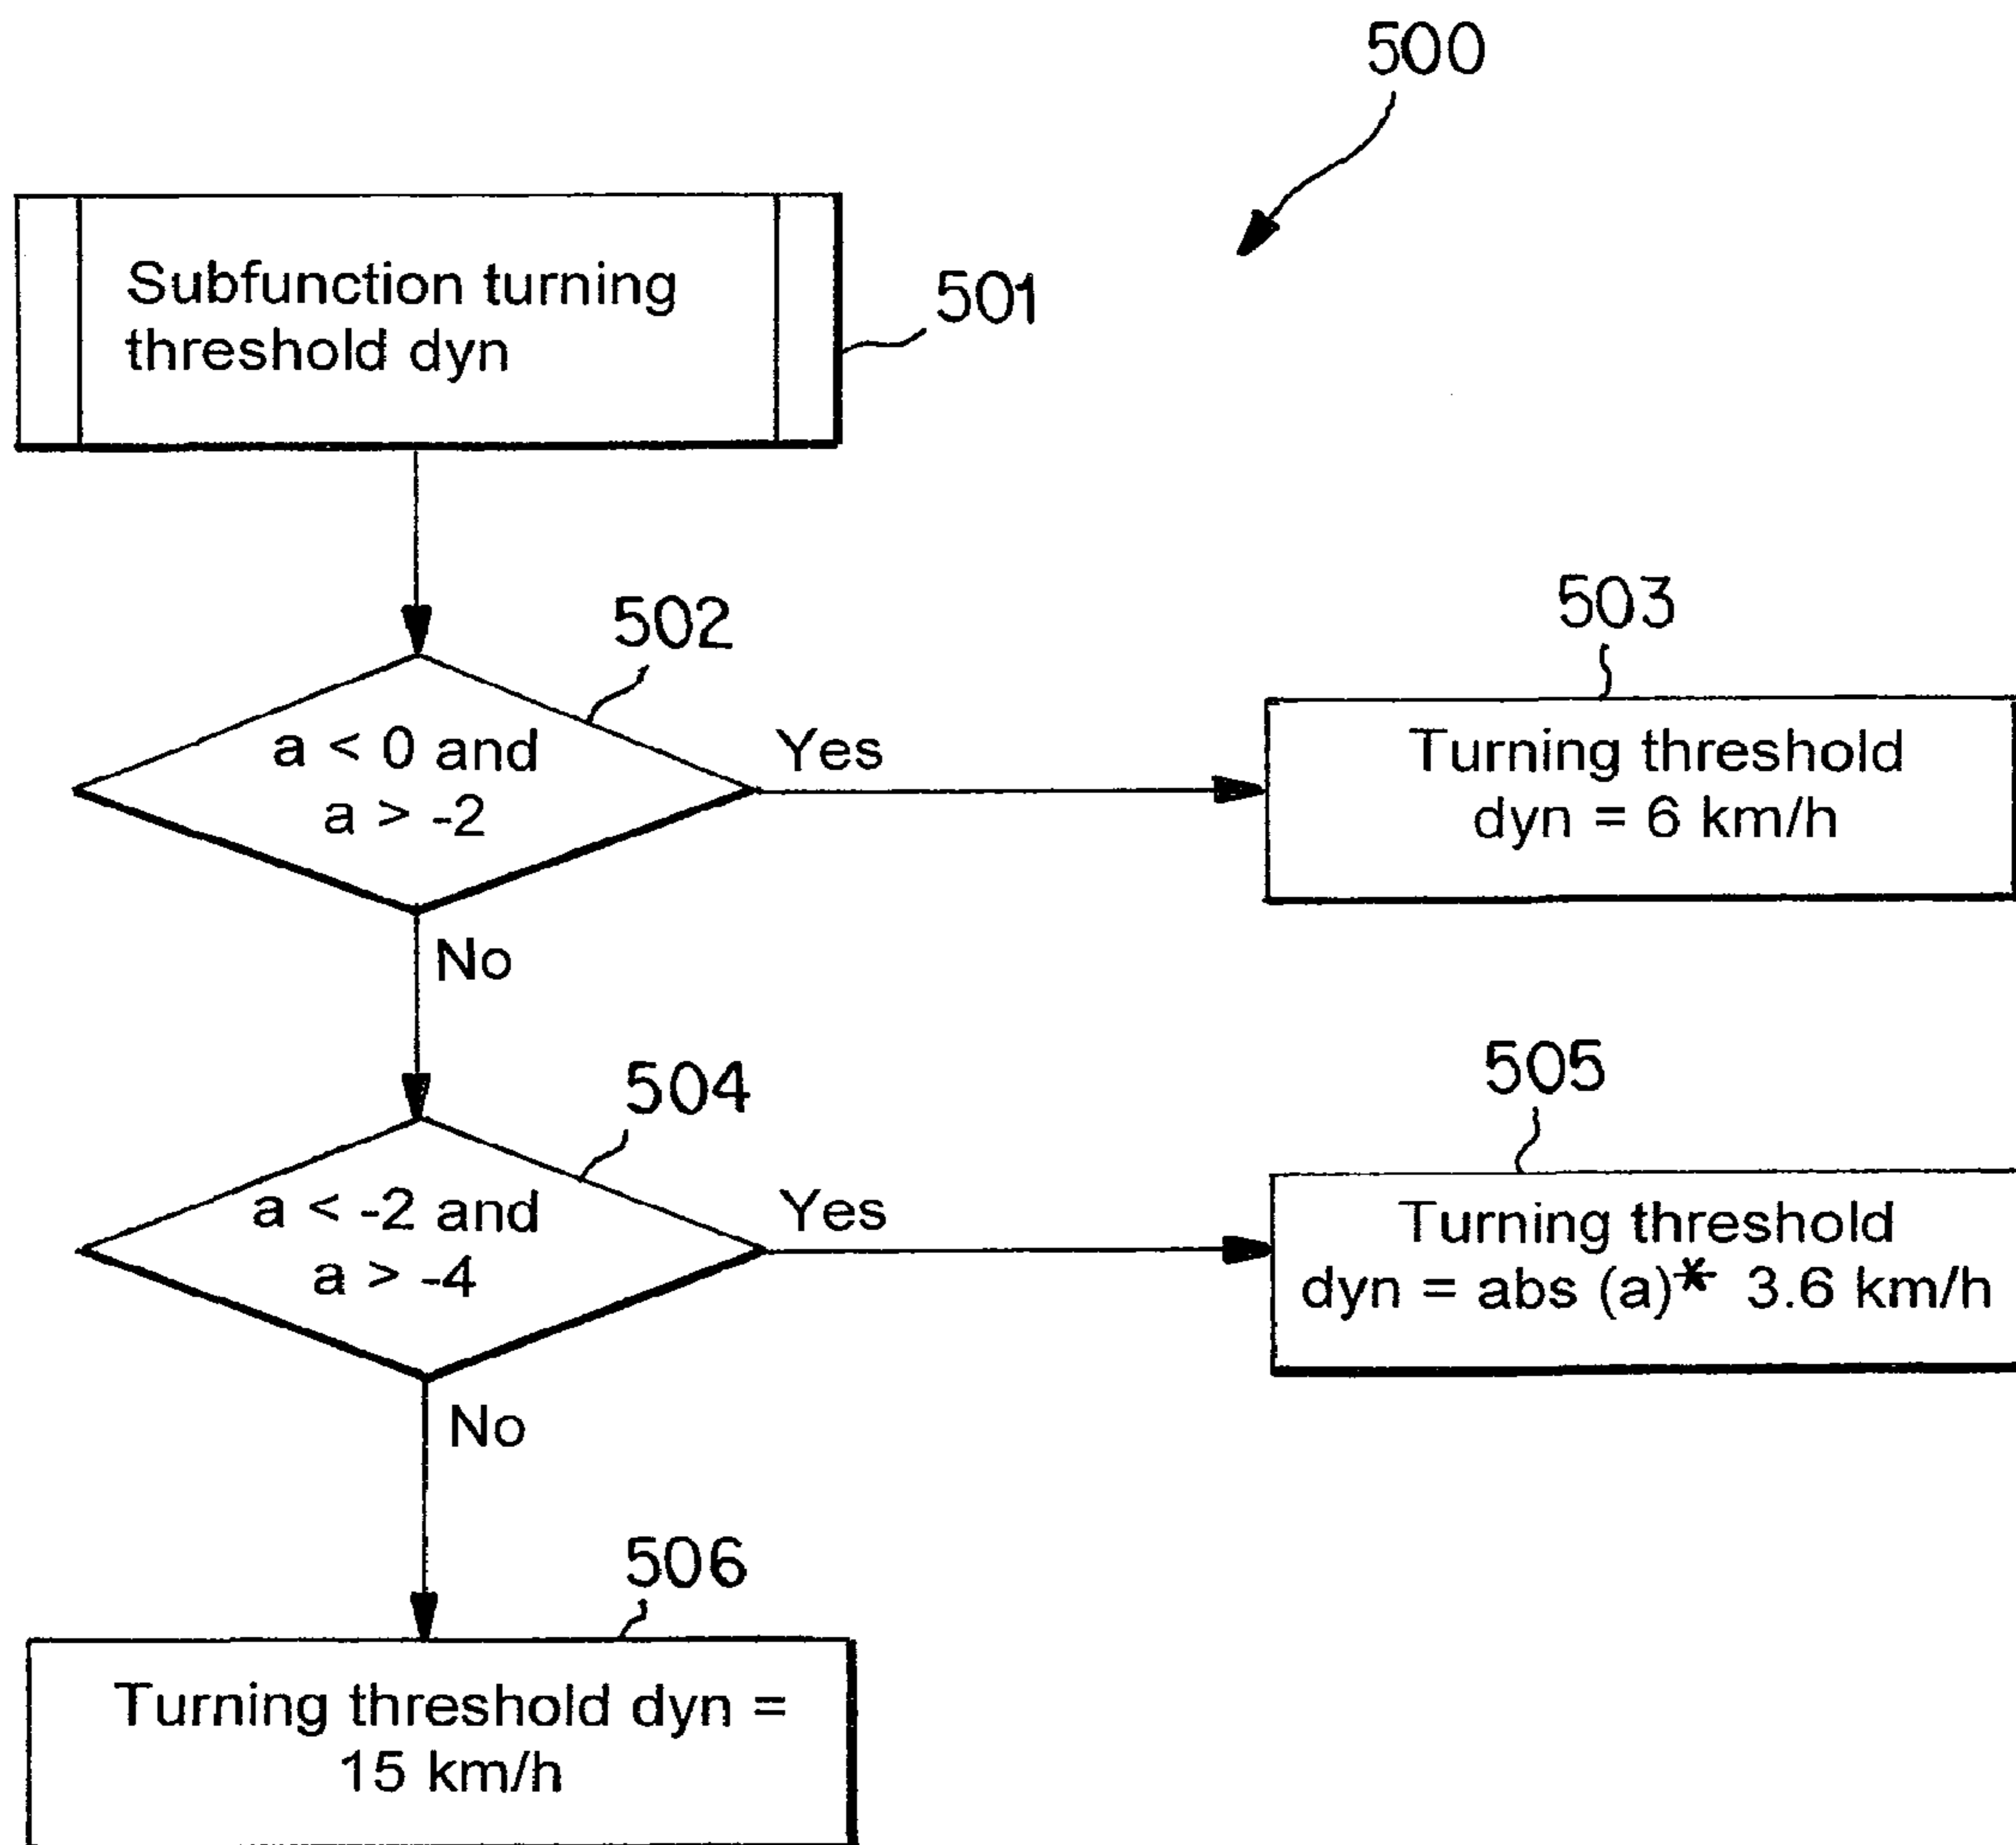 500
Subfunction turning
threshold dyn
501
502
a < 0 and
a > -2
Yes
503
Turning threshold
dyn = 6 km/h
No
504
a < -2 and
a > -4
Yes
505
Turning threshold
dyn = abs (a)* 3.6 km/h
No
506
Turning threshold dyn =
15 km/h